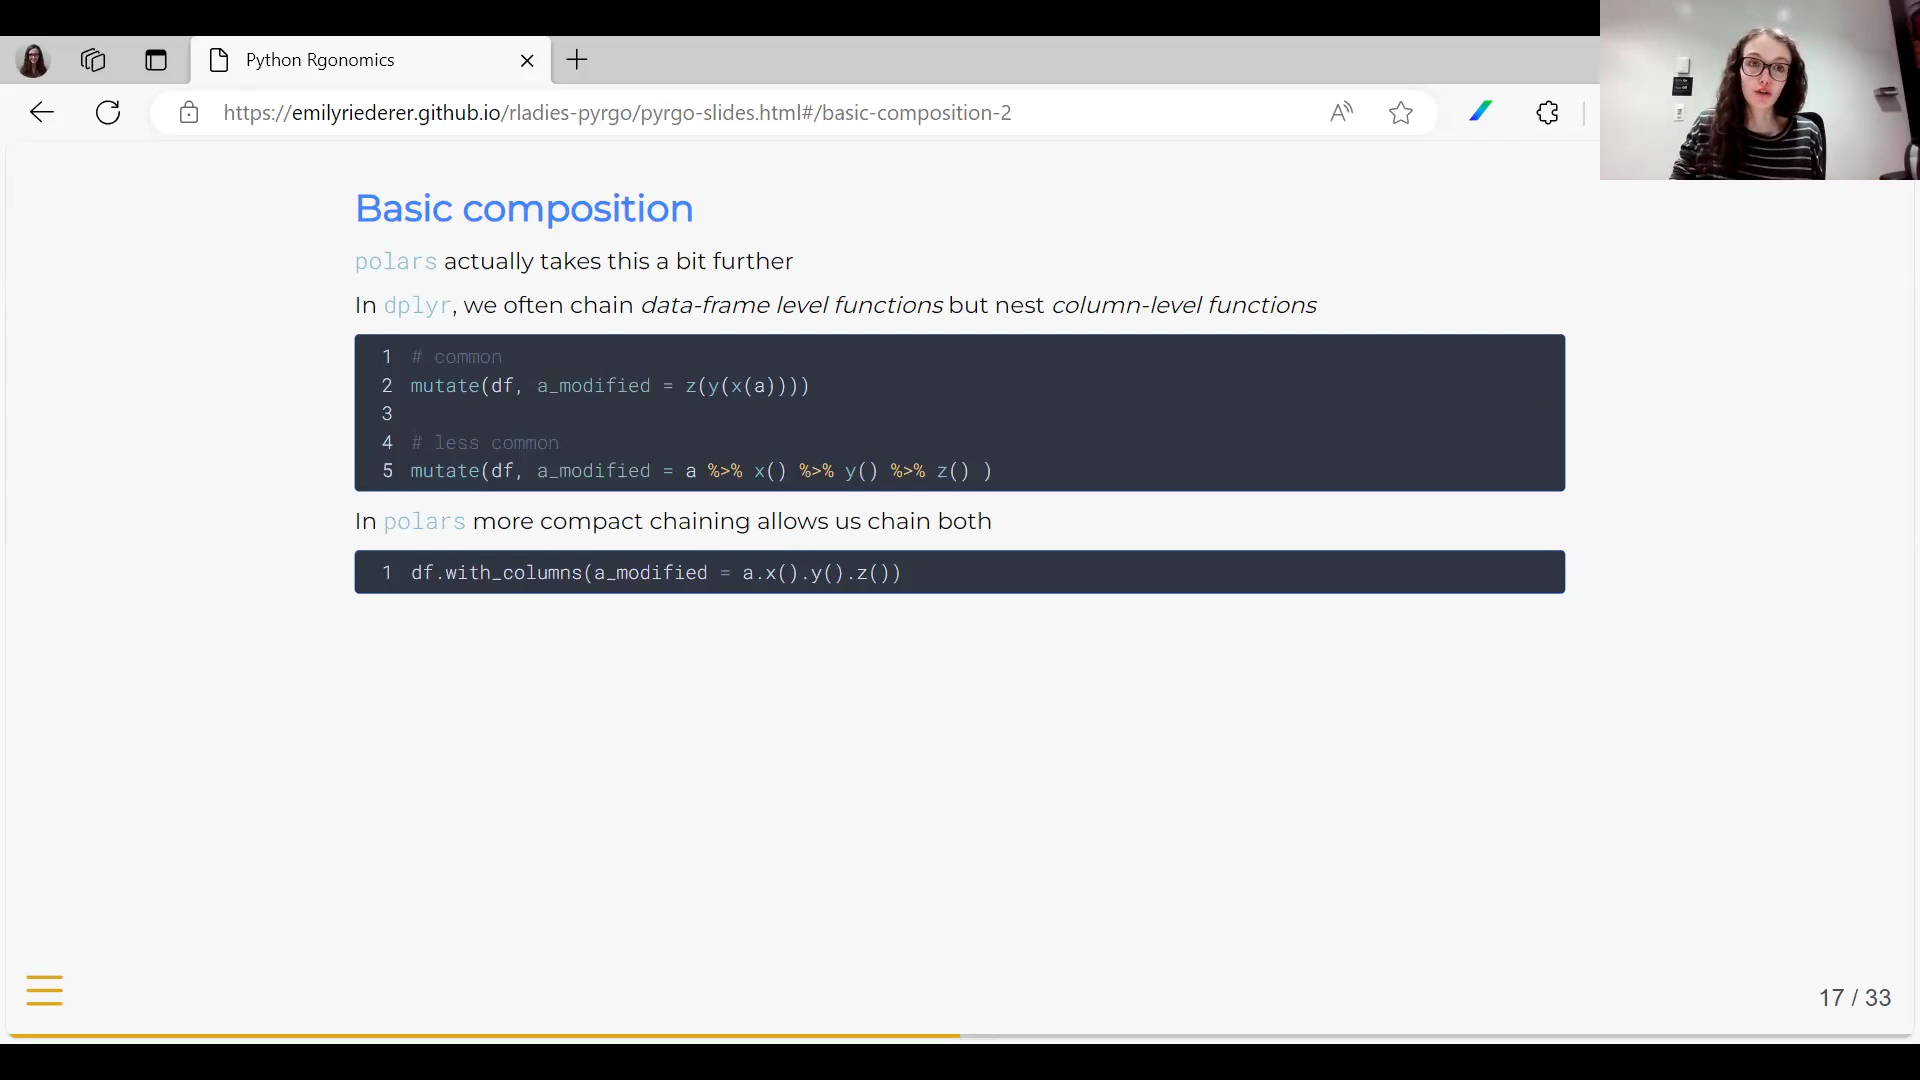 Python Rgonomics
https://emilyriederer.github.io/rladies-pyrgo/pyrgo-slides.html#/basic-composition-2
Basic composition
polars actually takes this a bit further
In dplyr, we often chain data-frame level functions but nest column-level functions
1 # common
2 mutate(df, a_modified = z(y(x(a))))
3
4 # less common
5 mutate(df, a_modified = a %>% x() %>% y() %>% z() )
In polars more compact chaining allows us chain both
1 df.with_columns(a_modified = a.x().y().z())
17 / 33